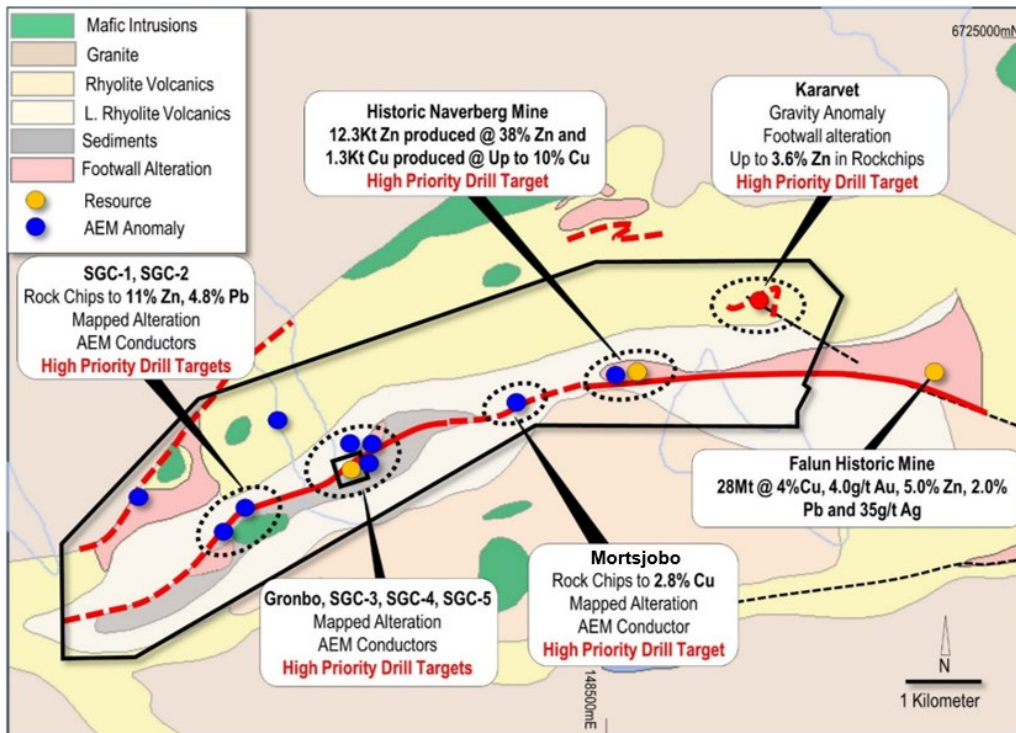 Mafic Intrusions
Granite
Rhyolite Volcanics
L. Rhyolite Volcanics
Sediments
Footwall Alteration
Resource
AEM Anomaly
6725000mN
Historic Naverberg Mine
12.3Kt Zn produced @ 38% Zn and
1.3Kt Cu produced @ Up to 10% Cu
High Priority Drill Target
Kararvet
Gravity Anomaly
Footwall alteration
Up to 3.6% Zn in Rockchips
High Priority Drill Target
SGC-1, SGC-2
Rock Chips to 11% Zn, 4.8% Pb
Mapped Alteration
AEM Conductors
High Priority Drill Targets
Falun Historic Mine
28Mt @ 4%Cu, 4.0g/t Au, 5.0% Zn, 2.0%
Pb and 35g/t Ag
Gronbo, SGC-3, SGC-4, SGC-5
Mapped Alteration
AEM Conductors
High Priority Drill Targets
Mortsjobo
Rock Chips to 2.8% Cu
Mapped Alteration
AEM Conductor
High Priority Drill Target
148500mE
N
1 Kilometer